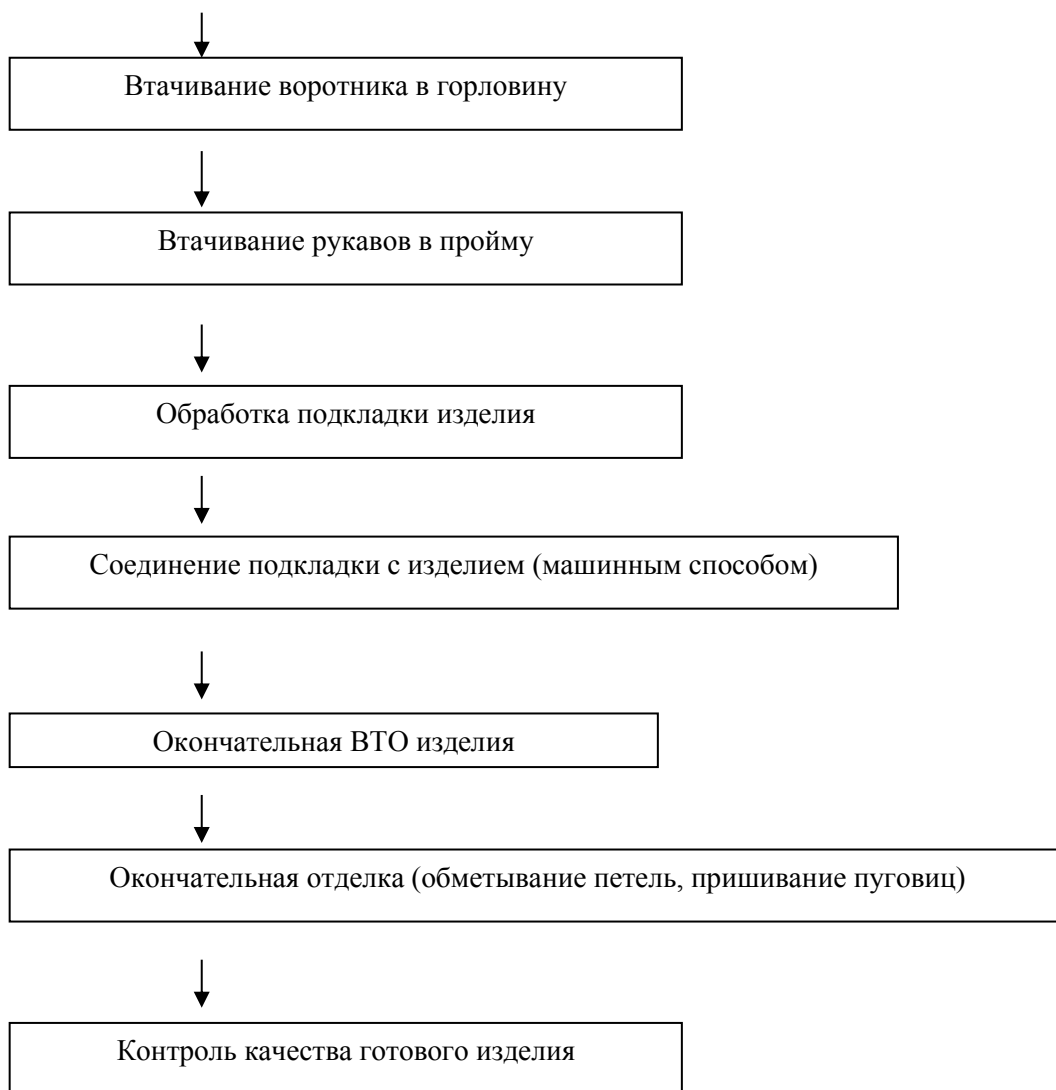 Втачивание воротника в горловину
Втачивание рукавов в пройму
Обработка подкладки изделия
Соединение подкладки с изделием (машинным способом)
Окончательная ВТО изделия
Окончательная отделка (обметывание петель, пришивание пуговиц)
Контроль качества готового изделия